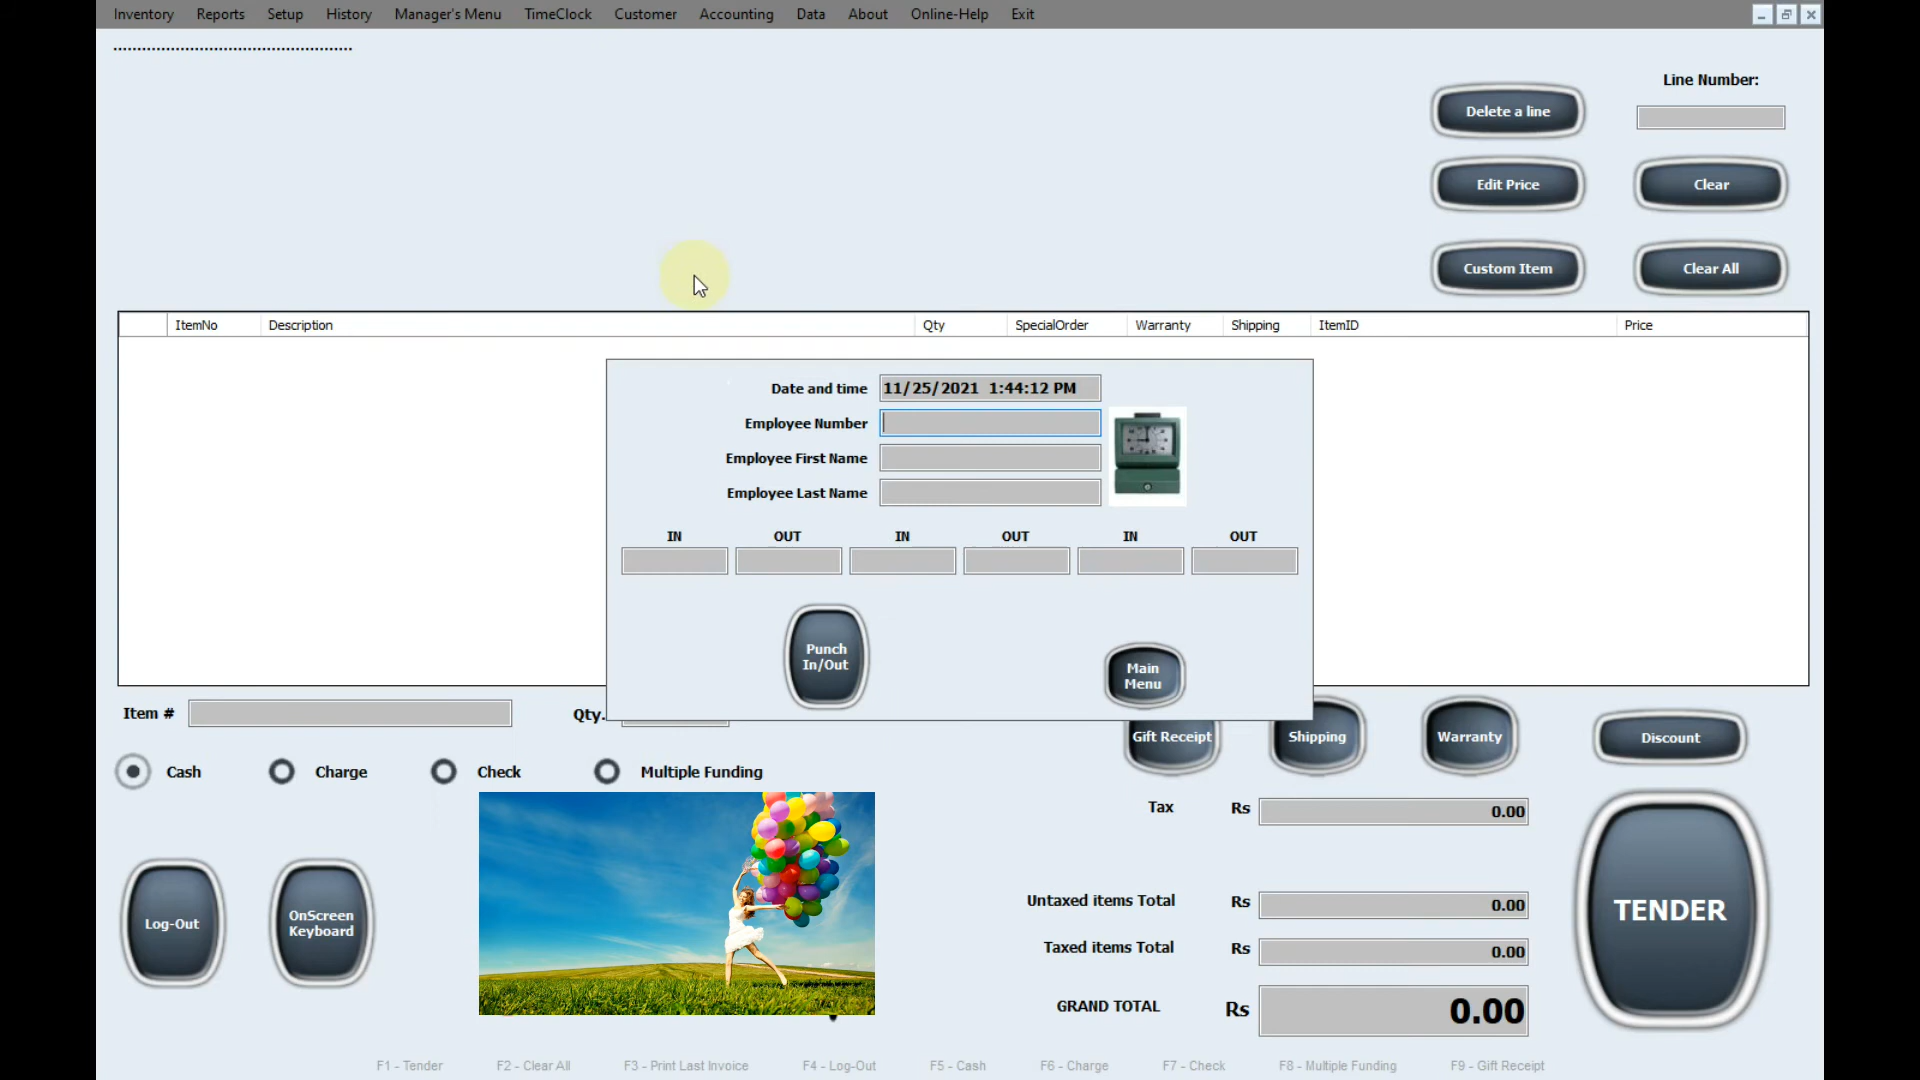 Inventory Reports Setup History Manager's Menu TimeClock Customer Accounting Data About Online-Help Exit
Line Number:
Delete a line
Edit Price
Clear
Custom Item
Clear All
ItemNo Description Qty SpecialOrder Warranty Shipping ItemID Price
Date and time 11/25/2021 1:44:12 PM
Employee Number
Employee First Name
Employee Last Name
IN OUT IN OUT IN OUT
Punch
In/Out
Main
Menu
Item #
Qty.
Gift Receipt
Shipping
Warranty
Discount
Cash Charge Check Multiple Funding
Tax Rs 0.00
Untaxed items Total Rs 0.00
Taxed items Total Rs 0.00
GRAND TOTAL Rs 0.00
Log-Out
OnScreen
Keyboard
TENDER
F1 - Tender F2 - Clear All F3 - Print Last Invoice F4 - Log-Out F5 - Cash F6 - Charge F7 - Check F8 - Multiple Funding F9 - Gift Receipt